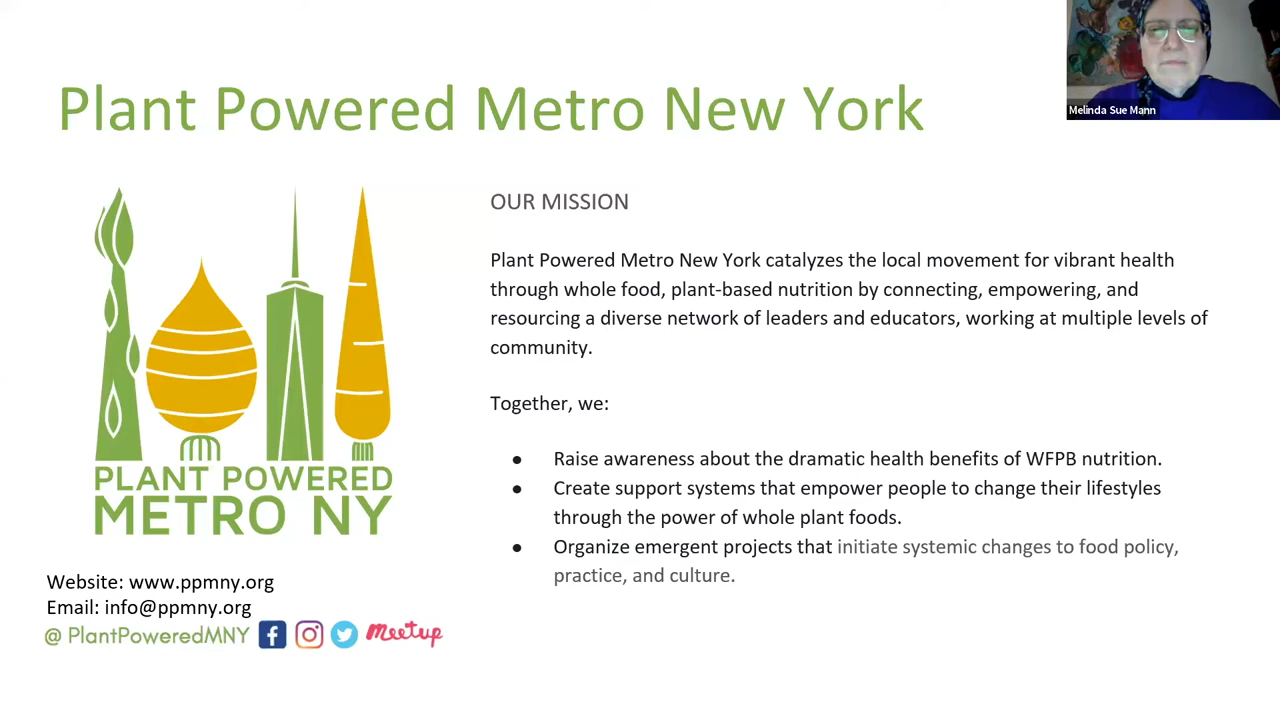 Plant Powered Metro New York
Melinda Sue Mann
OUR MISSION
Plant Powered Metro New York catalyzes the local movement for vibrant health
through whole food, plant-based nutrition by connecting, empowering, and
resourcing a diverse network of leaders and educators, working at multiple levels of
community.
Together, we:
● Raise awareness about the dramatic health benefits of WFPB nutrition.
● Create support systems that empower people to change their lifestyles
through the power of whole plant foods.
● Organize emergent projects that initiate systemic changes to food policy,
practice, and culture.
PLANT POWERED
METRO NY
Website: www.ppmny.org
Email: info@ppmny.org
@ PlantPoweredMNY meetup